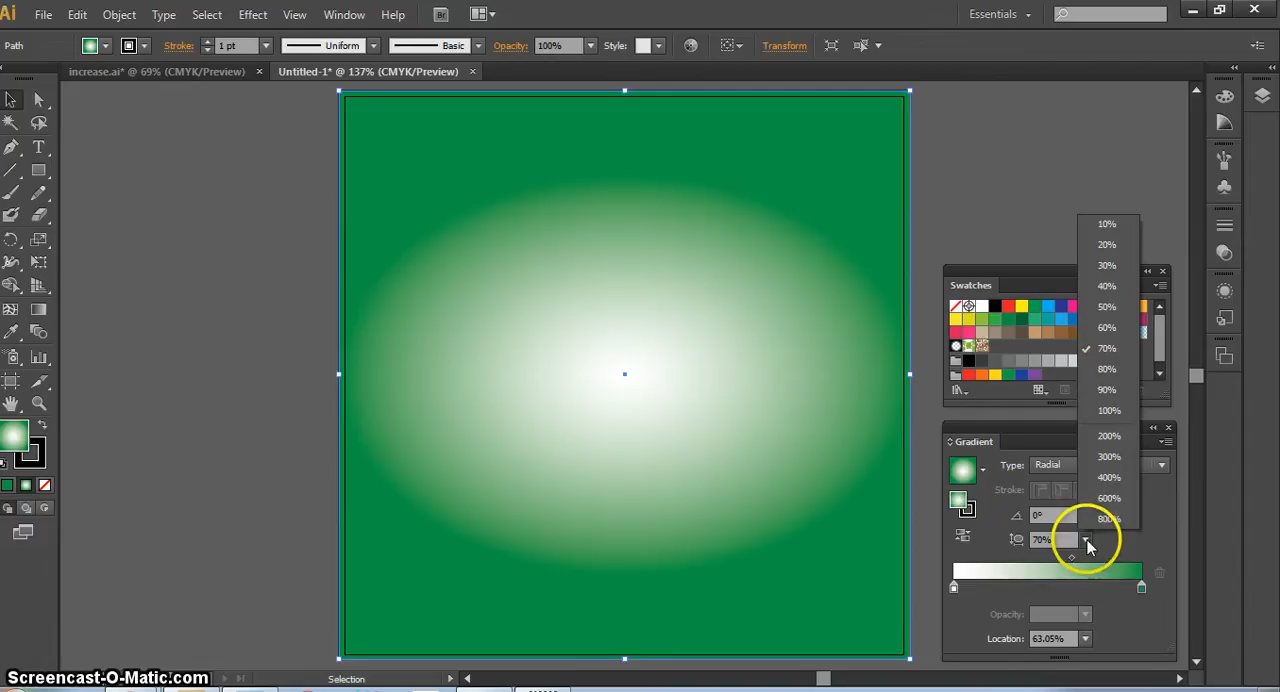 Ai File Edit Object Type Select Effect View Window Help Br Essentials
Path Stroke: 1 pt Uniform Basic Opacity: 100% Style: Transform
increase.ai* @ 69% (CMYK/Preview) × Untitled-1* @ 137% (CMYK/Preview) ×
T
10%
20%
30%
40%
50%
60%
70%
80%
90%
100%
200%
300%
400%
600%
800%
Swatches
Gradient
Type: Radial
Stroke:
0°
70%
Opacity:
Location: 63.05%
Screencast-O-Matic.com
Selection